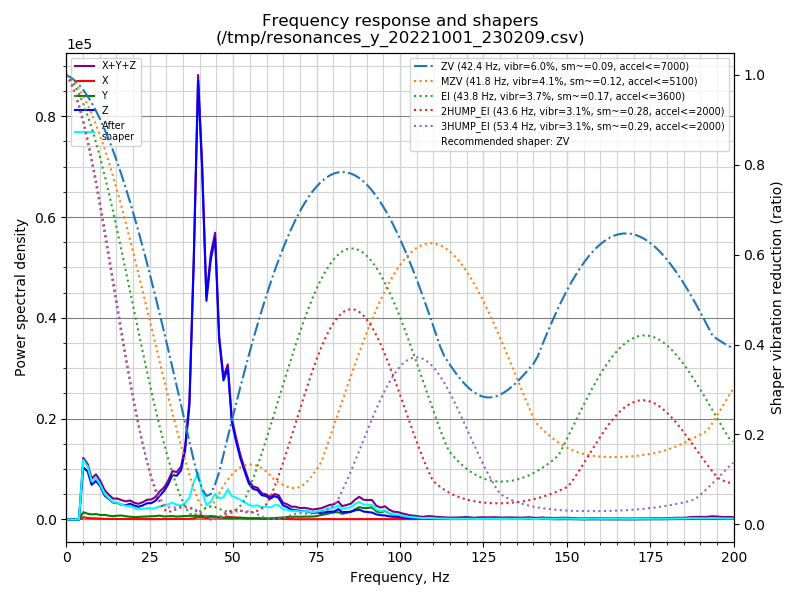 Frequency response and shapers
(/tmp/resonances_y_20221001_230209.csv)
1e5
X+Y+Z
X
Y
Z
After
shaper
ZV (42.4 Hz, vibr=6.0%, sm~=0.09, accel<=7000)
MZV (41.8 Hz, vibr=4.1%, sm~=0.12, accel<=5100)
EI (43.8 Hz, vibr=3.7%, sm~=0.17, accel<=3600)
2HUMP_EI (43.6 Hz, vibr=3.1%, sm~=0.28, accel<=2000)
3HUMP_EI (53.4 Hz, vibr=3.1%, sm~=0.29, accel<=2000)
Recommended shaper: ZV
Power spectral density
0.8
0.6
0.4
0.2
0.0
1.0
0.8
0.6
0.4
0.2
0.0
Shaper vibration reduction (ratio)
0 25 50 75 100 125 150 175 200
Frequency, Hz